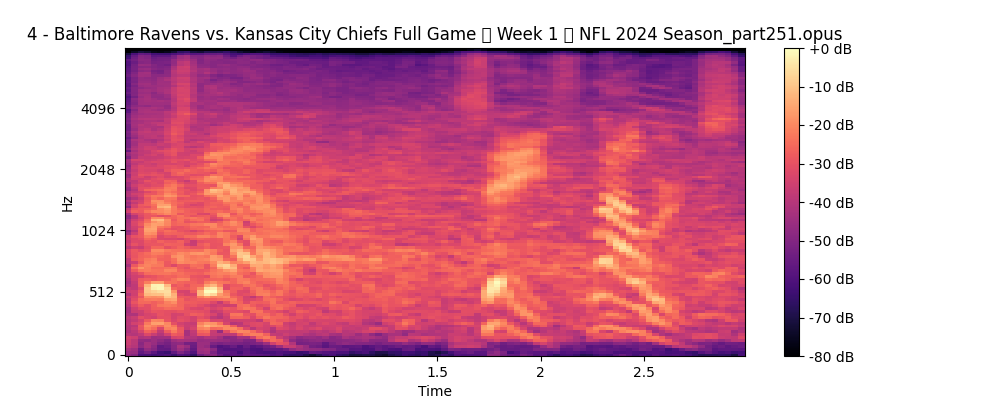 4 - Baltimore Ravens vs. Kansas City Chiefs Full Game ▯ Week 1 ▯ NFL 2024 Season_part251.opus
+0 dB
4096
-10 dB
-20 dB
2048
-30 dB
Hz
1024
-40 dB
-50 dB
512
-60 dB
-70 dB
0
-80 dB
0 0.5 1 1.5 2 2.5
Time